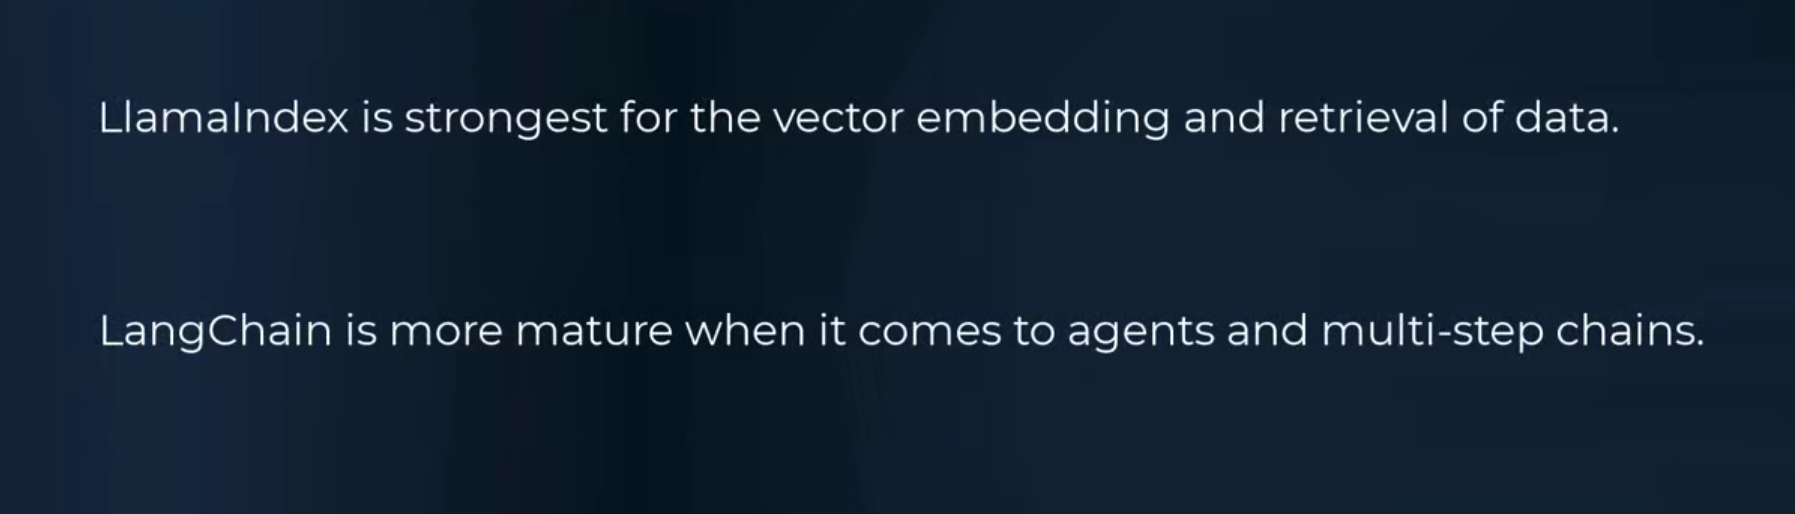 LlamaIndex is strongest for the vector embedding and retrieval of data.
LangChain is more mature when it comes to agents and multi-step chains.